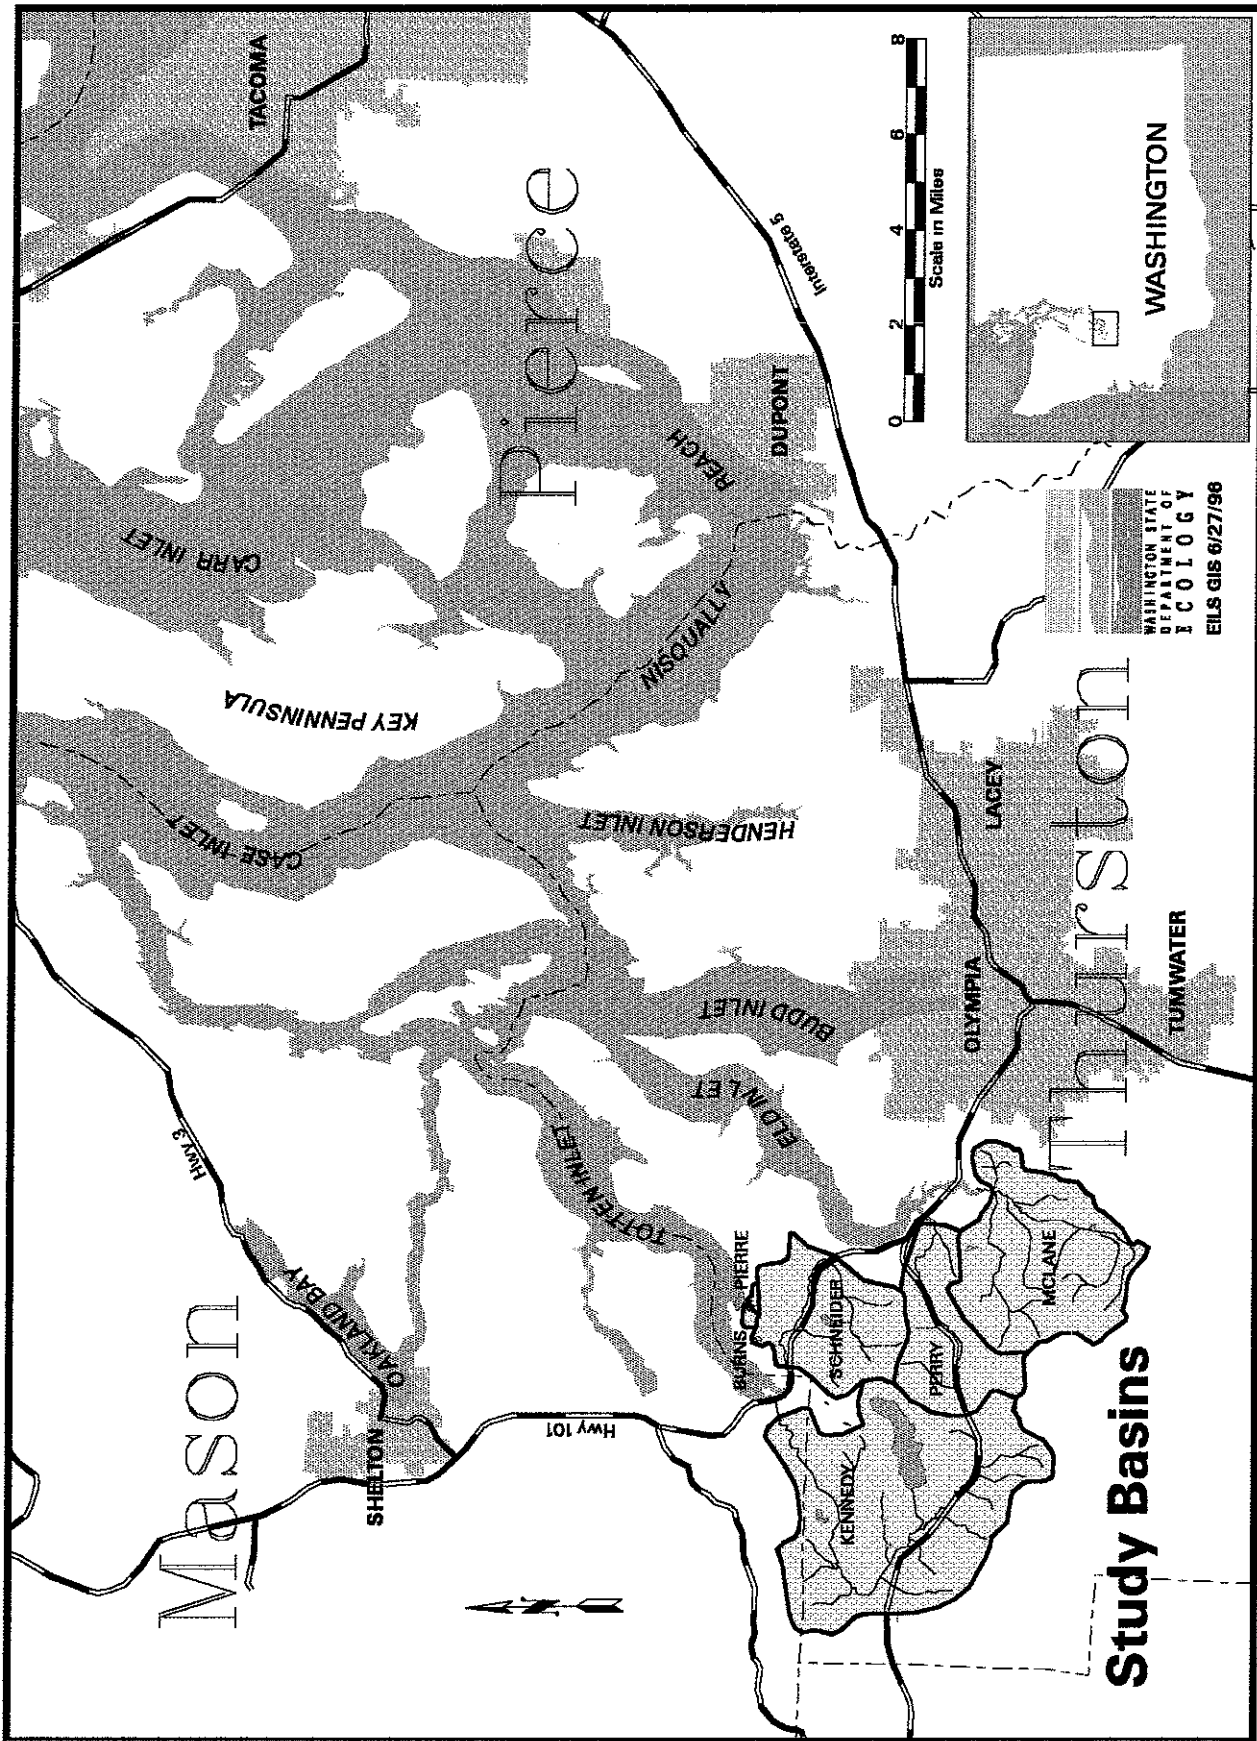 Mason
Pierce
Thurston
TACOMA
Hwy 3
CARR INLET
KEY PENNINSULA
CASE INLET
OAKLAND BAY
SHELTON
Hwy 101
HENDERSON INLET
NISQUALLY
REACH
DUPONT
Interstate 5
BUDD INLET
ELD INLET
TOTTEN INLET
LACEY
OLYMPIA
TUMWATER
BURNS
PIERRE
SCHNEIDER
PERRY
MCLANE
KENNEDY
Study Basins
N
0 2 4 6 8
Scale in Miles
WASHINGTON
WASHINGTON STATE
DEPARTMENT OF
ECOLOGY
EILS GIS 6/27/96